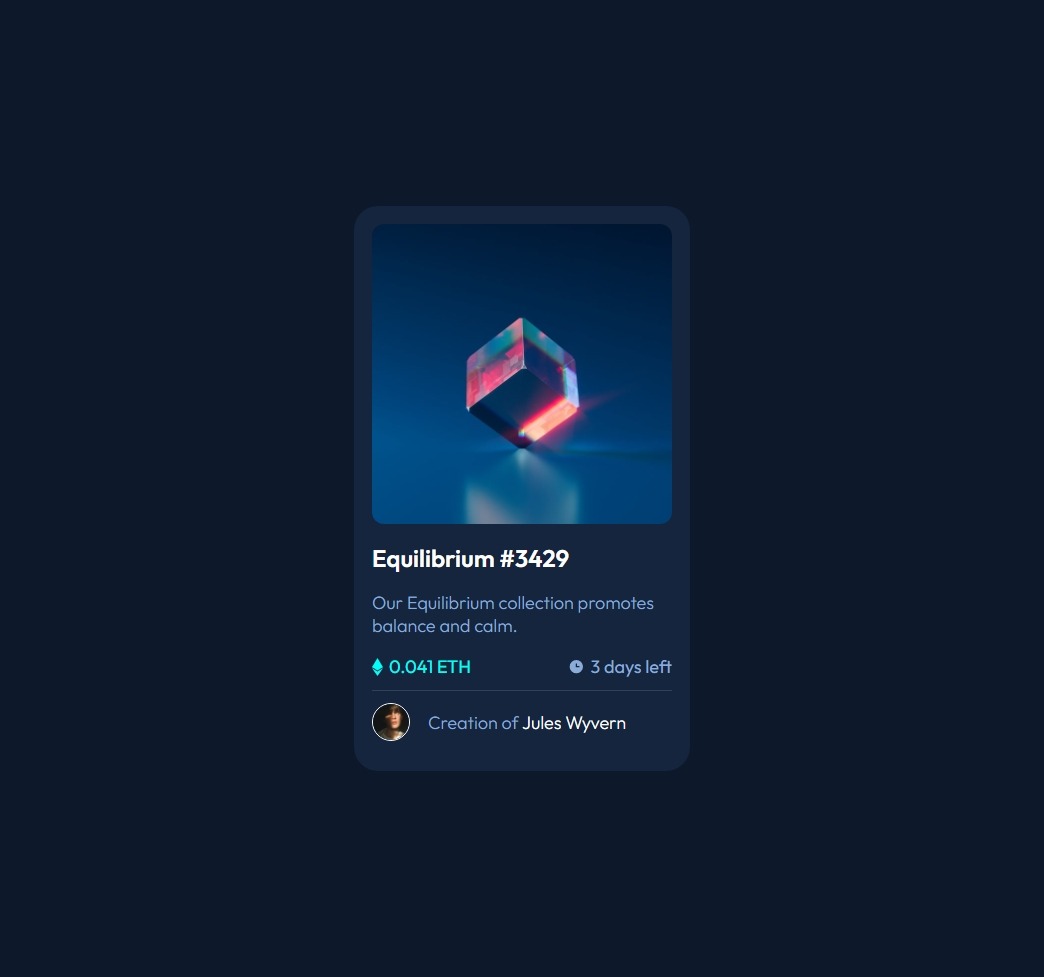 Equilibrium #3429
Our Equilibrium collection promotes
balance and calm.
0.041 ETH
3 days left
Creation of Jules Wyvern